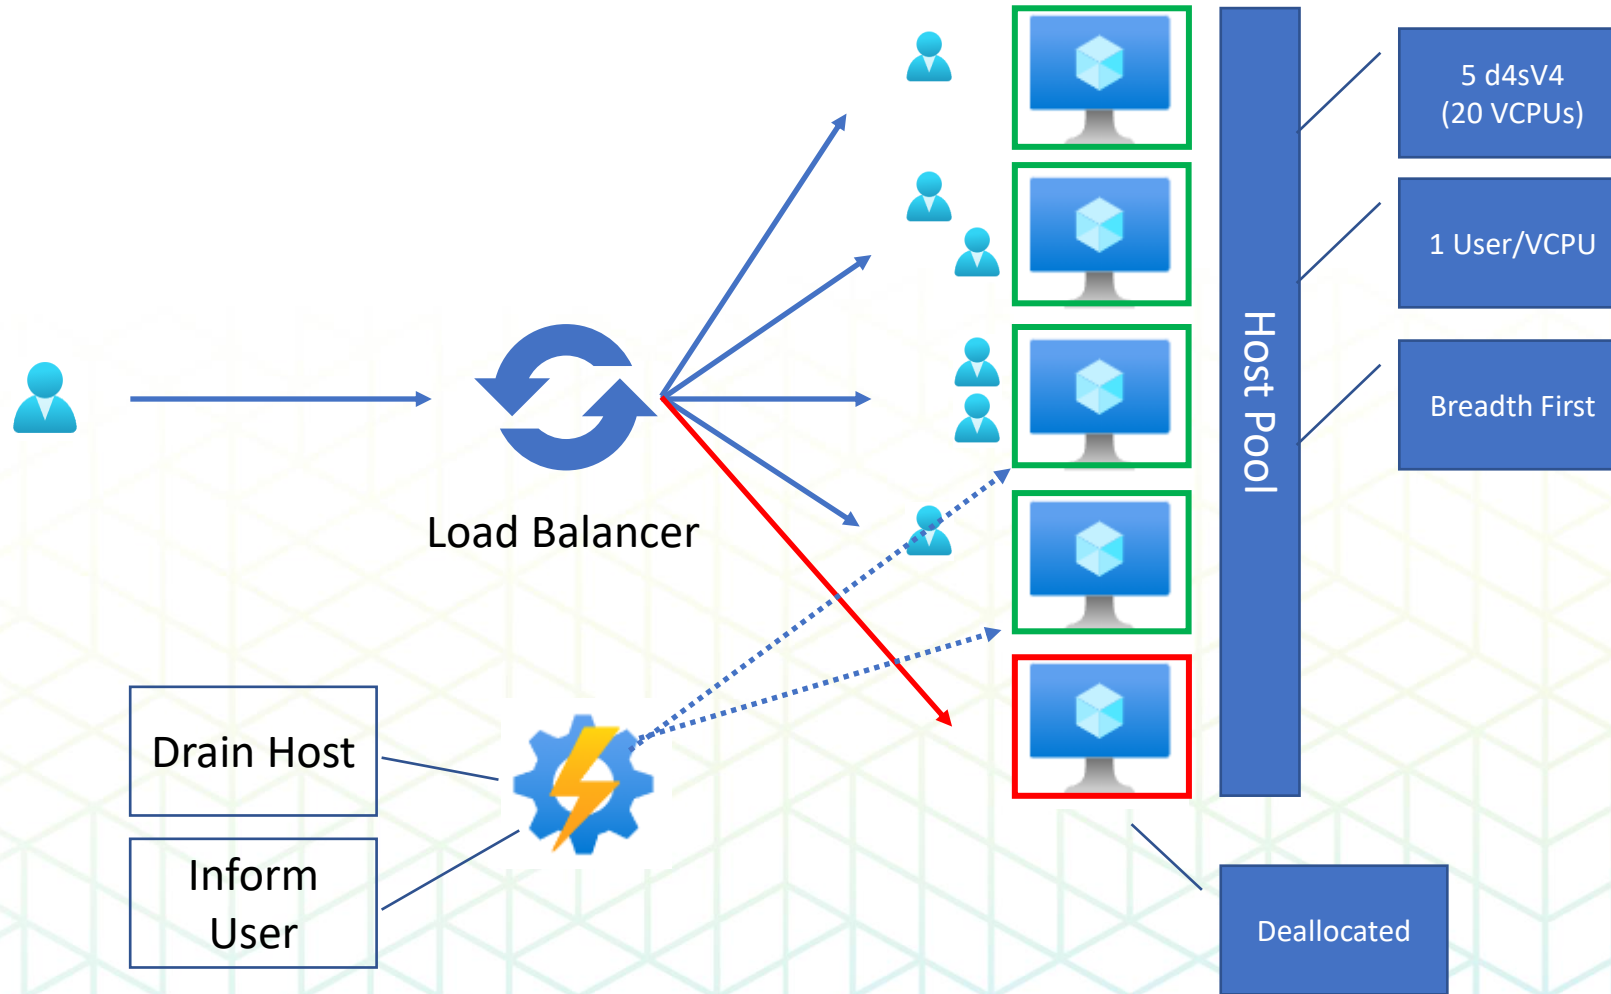 5 d4sV4
(20 VCPUs)
1 User/VCPU
Host Pool
Breadth First
Load Balancer
Drain Host
Inform
User
Deallocated